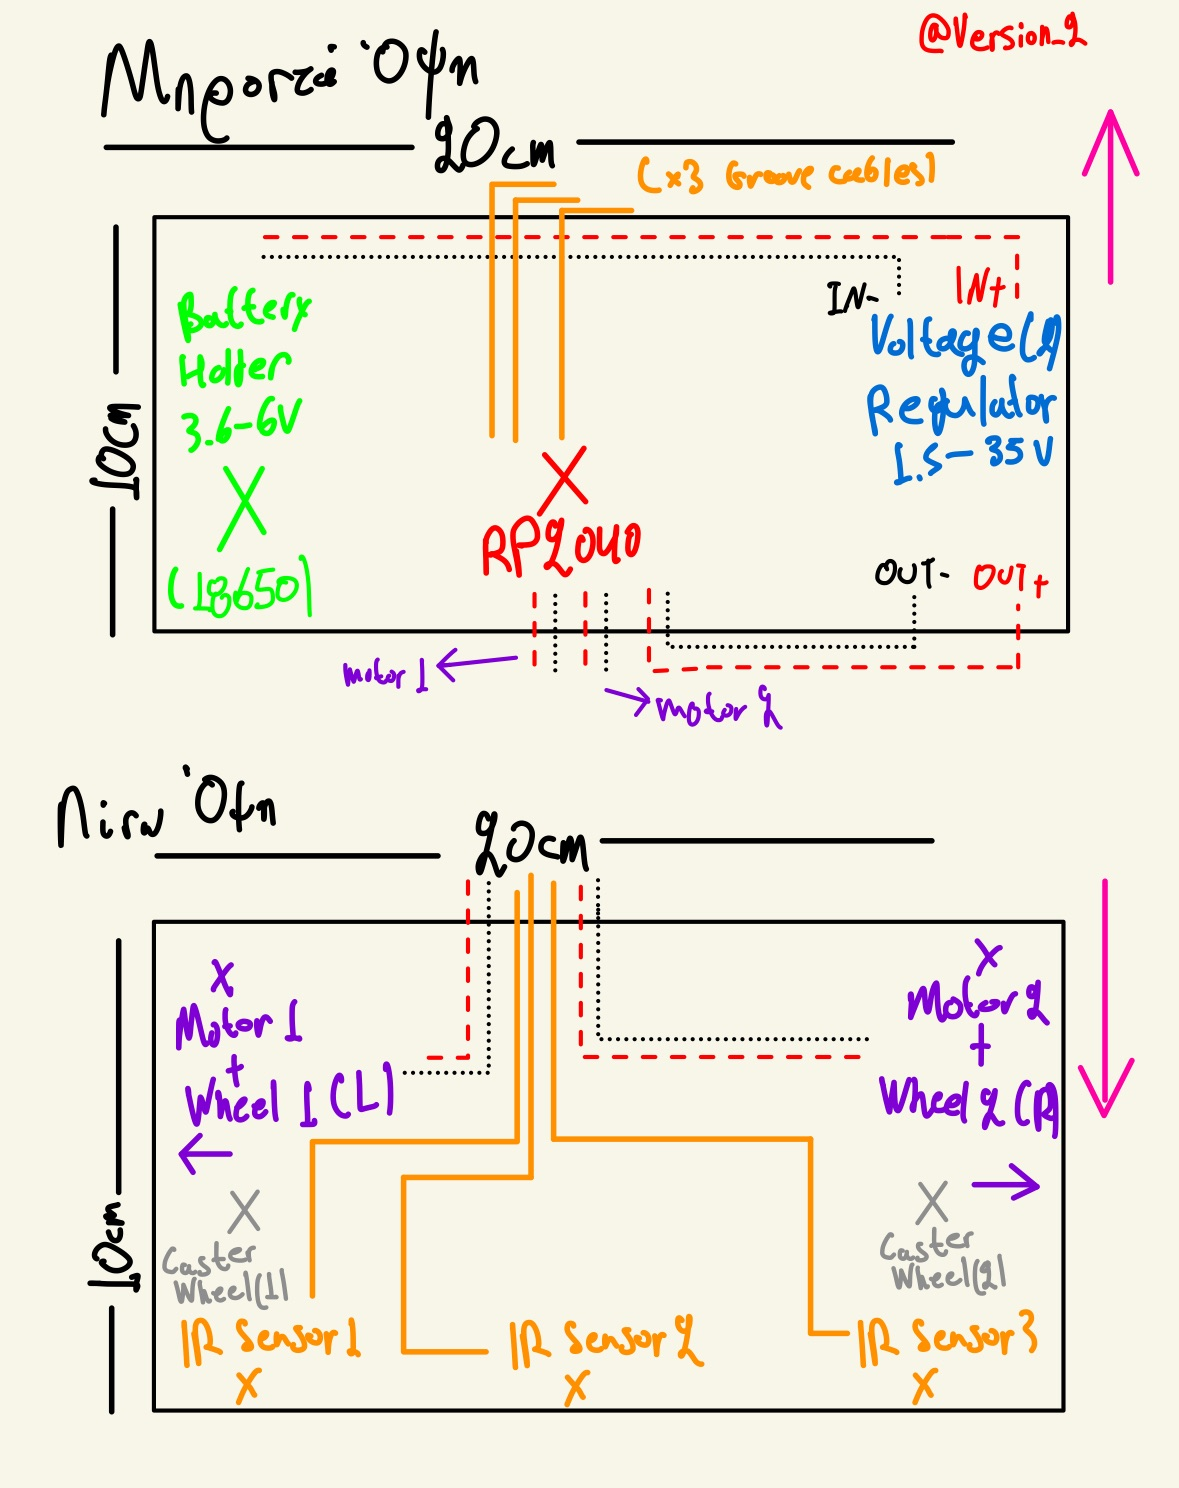 @Version_2
Μπροστά Όψη
20cm
(x3 Groove cables)
10cm
IN-
IN+
Battery
Holter
3.6-6V
X
(18650)
Voltage(1)
Regulator
1.5-35V
X
RP2040
OUT-
OUT+
motor 1
motor 2
Πίσω Όψη
20cm
10cm
X
Motor 1
+
Wheel 1 (L)
X
Motor 2
+
Wheel 2 (R)
X
Caster
Wheel(1)
X
Caster
Wheel(2)
IR Sensor 1
X
IR Sensor 2
X
IR Sensor 3
X